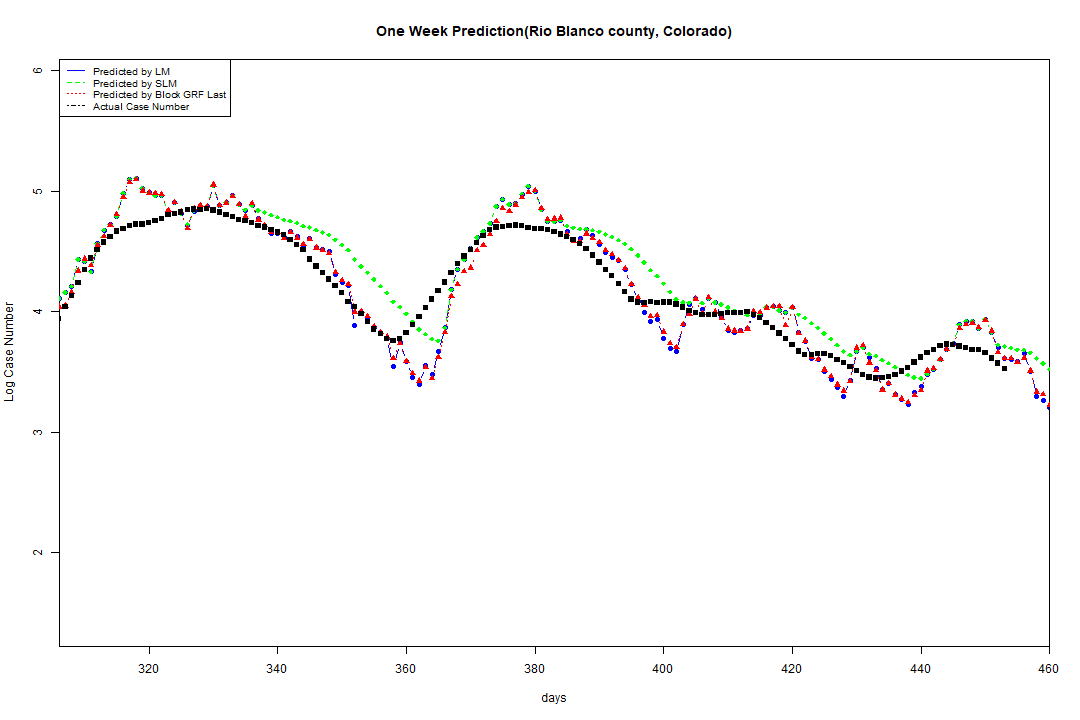 One Week Prediction(Rio Blanco county, Colorado)
Predicted by LM
Predicted by SLM
Predicted by Block GRF Last
Actual Case Number
6
5
4
3
2
Log Case Number
320 340 360 380 400 420 440 460
days